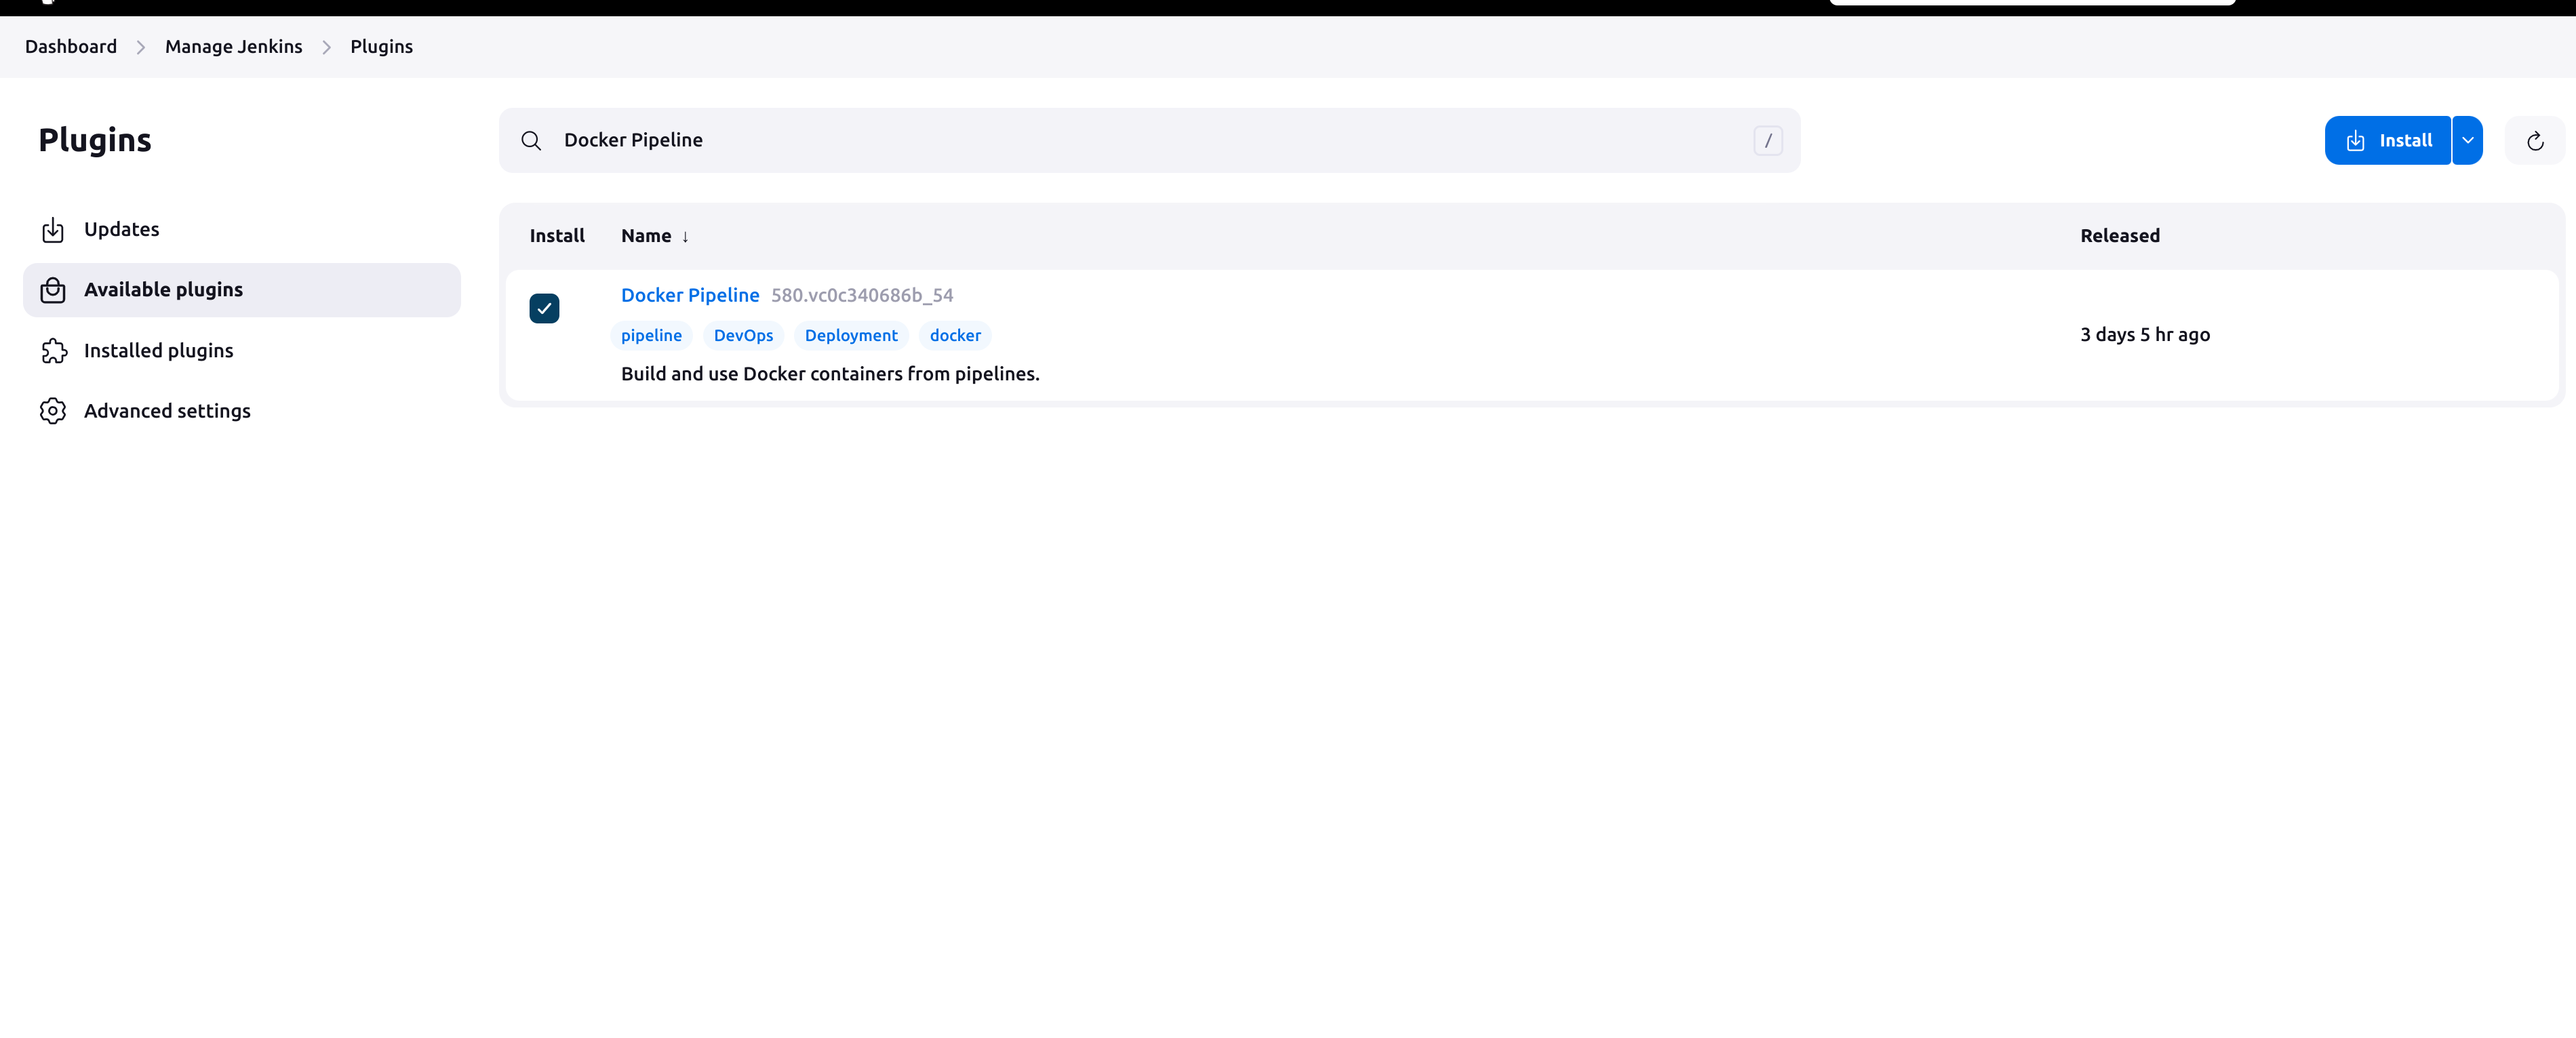 Dashboard > Manage Jenkins > Plugins
Plugins
Docker Pipeline /
Install
Updates
Available plugins
Installed plugins
Advanced settings
Install Name ↓ Released
Docker Pipeline 580.vc0c340686b_54
pipeline DevOps Deployment docker
3 days 5 hr ago
Build and use Docker containers from pipelines.